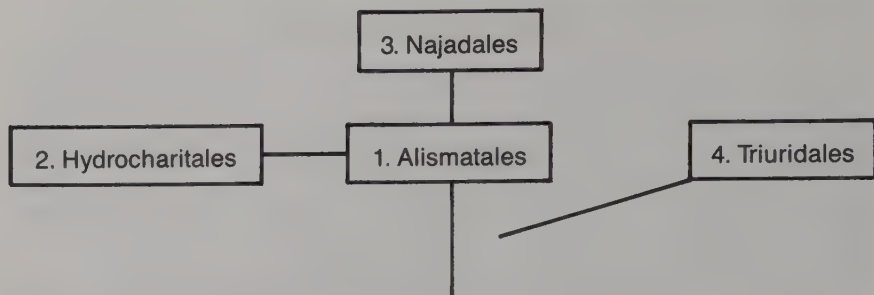 3. Najadales
2. Hydrocharitales
1. Alismatales
4. Triuridales